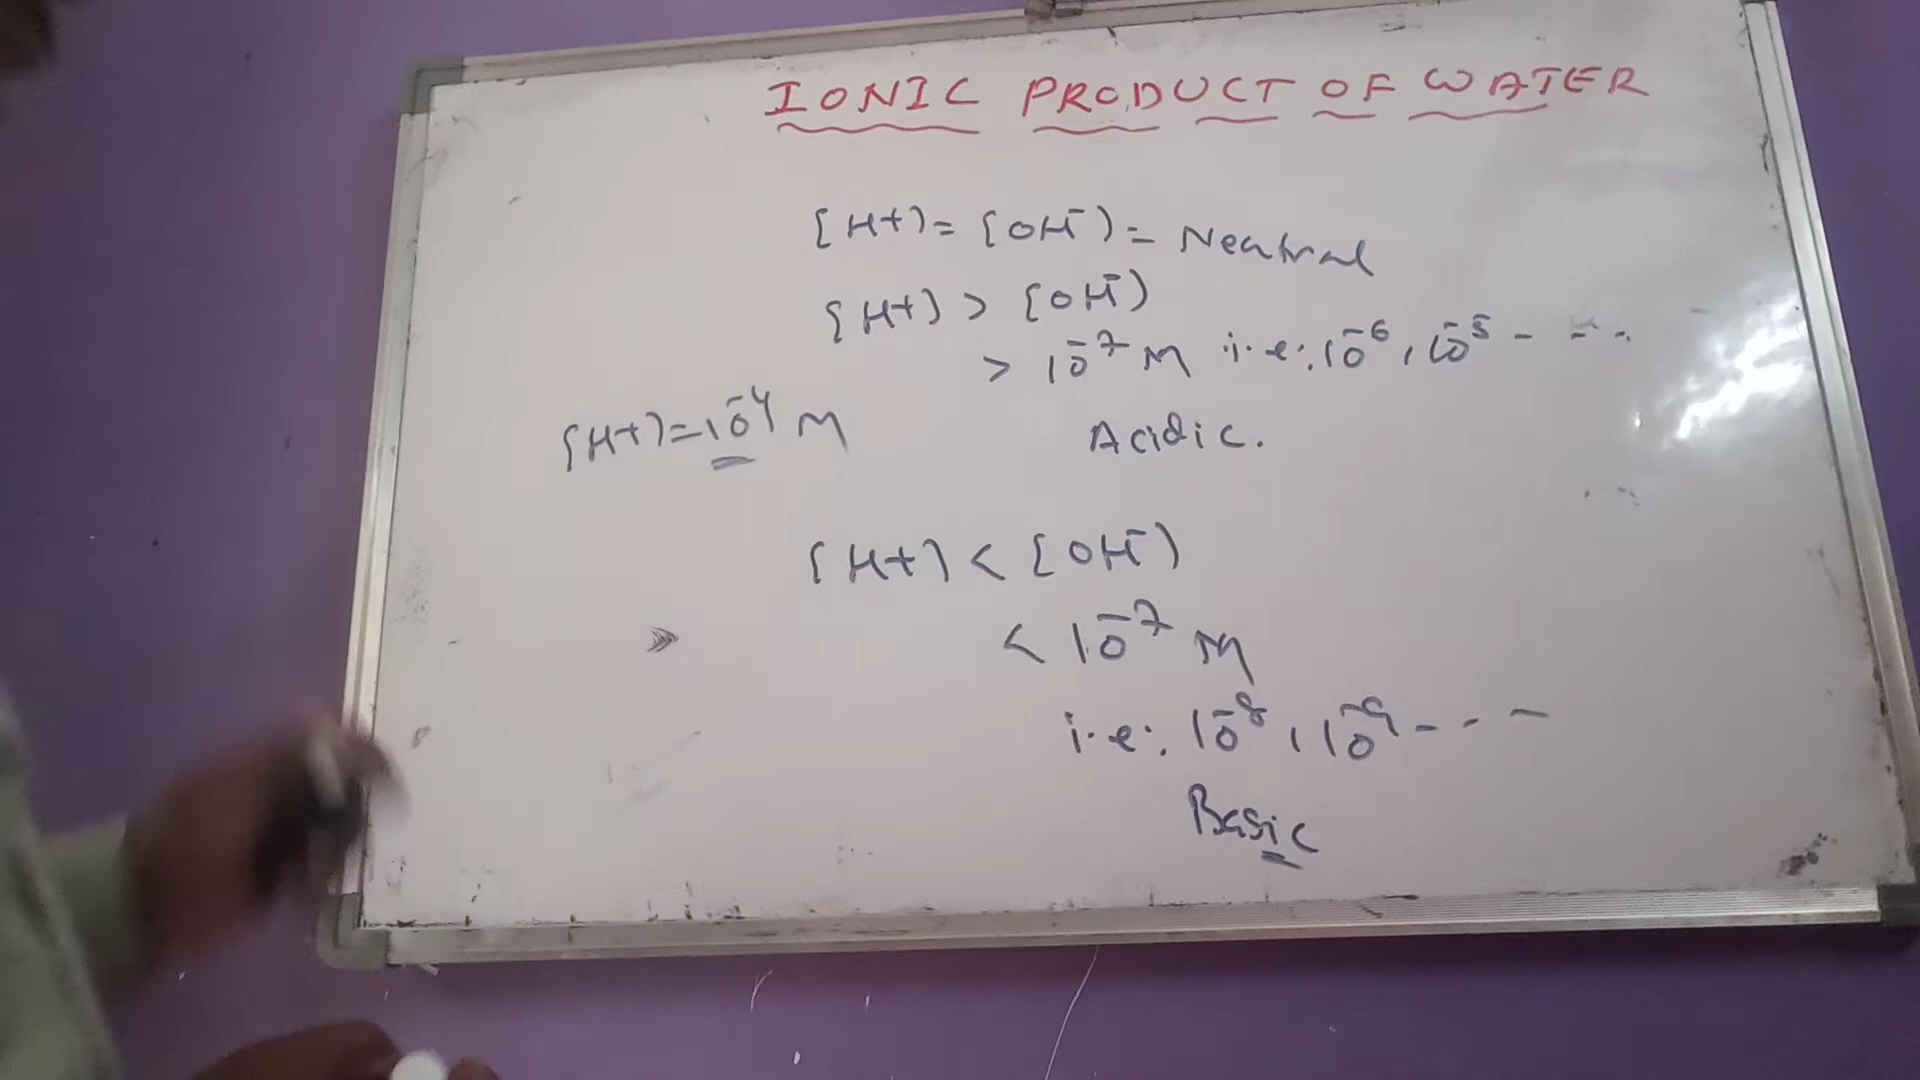 IONIC PRODUCT OF WATER
[H+] = [OH⁻] = Neutral
[H+] > [OH⁻]
> 10⁻⁷ M i.e:, 10⁻⁶, 10⁻⁵ - - - -
[H+] = 10⁻⁴ M
Acidic.
[H+] < [OH⁻]
< 10⁻⁷ M
i.e:, 10⁻⁸, 10⁻⁹ - - -
Basic